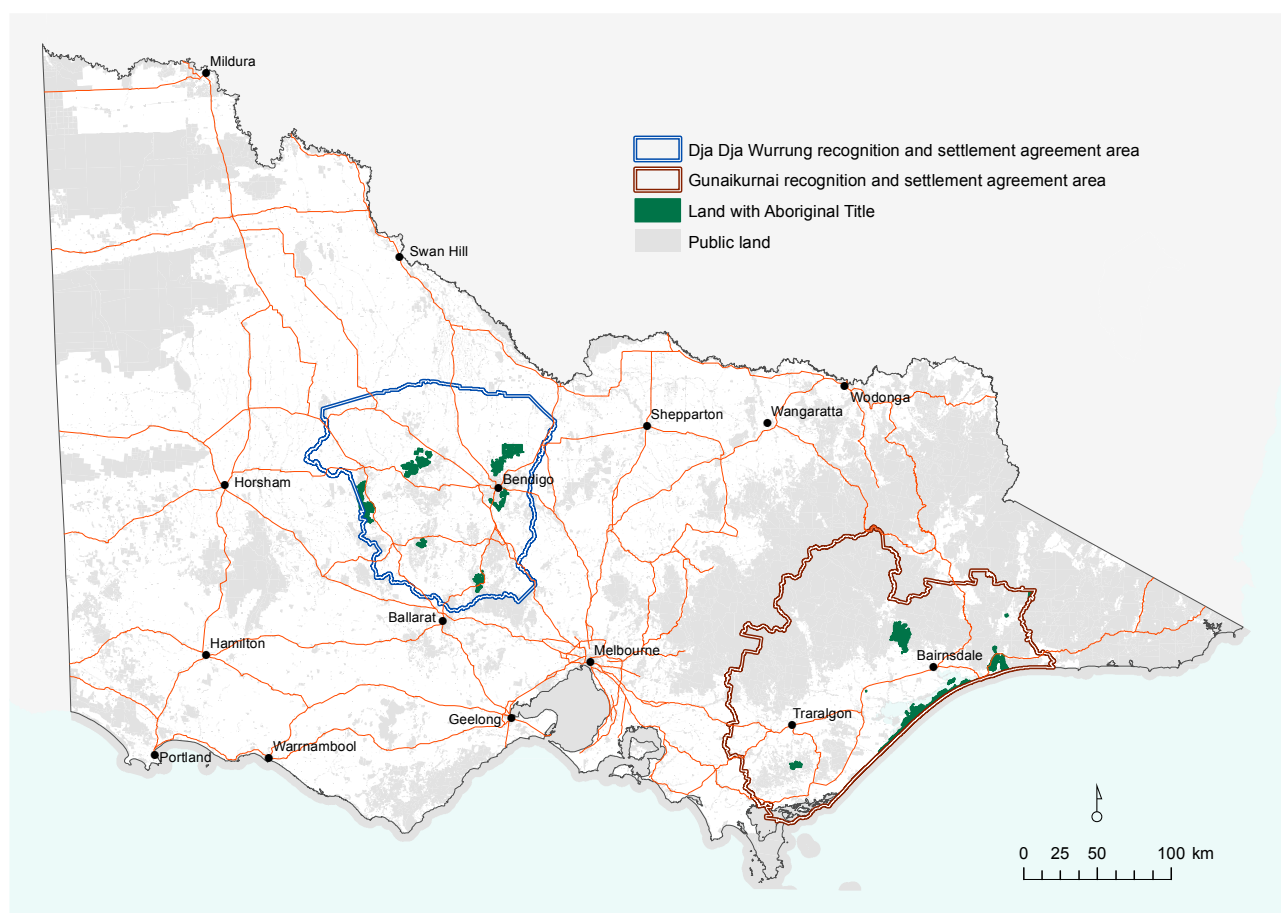 Mildura
Dja Dja Wurrung recognition and settlement agreement area
Gunaikurnai recognition and settlement agreement area
Land with Aboriginal Title
Public land
Swan Hill
Wodonga
Shepparton
Wangaratta
Bendigo
Horsham
Ballarat
Hamilton
Melbourne
Bairnsdale
Geelong
Traralgon
Warrnambool
Portland
0 25 50 100 km